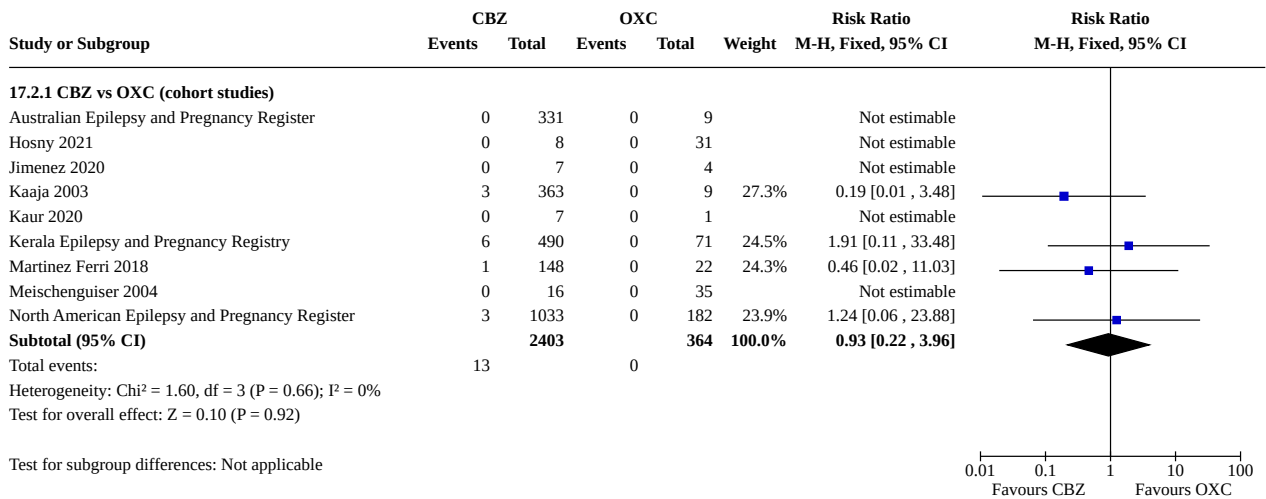 CBZ OXC Risk Ratio Risk Ratio
Study or Subgroup Events Total Events Total Weight M-H, Fixed, 95% CI M-H, Fixed, 95% CI
17.2.1 CBZ vs OXC (cohort studies)
Australian Epilepsy and Pregnancy Register 0 331 0 9 Not estimable
Hosny 2021 0 8 0 31 Not estimable
Jimenez 2020 0 7 0 4 Not estimable
Kaaja 2003 3 363 0 9 27.3% 0.19 [0.01 , 3.48]
Kaur 2020 0 7 0 1 Not estimable
Kerala Epilepsy and Pregnancy Registry 6 490 0 71 24.5% 1.91 [0.11 , 33.48]
Martinez Ferri 2018 1 148 0 22 24.3% 0.46 [0.02 , 11.03]
Meischenguiser 2004 0 16 0 35 Not estimable
North American Epilepsy and Pregnancy Register 3 1033 0 182 23.9% 1.24 [0.06 , 23.88]
Subtotal (95% CI) 2403 364 100.0% 0.93 [0.22 , 3.96]
Total events: 13 0
Heterogeneity: Chi² = 1.60, df = 3 (P = 0.66); I² = 0%
Test for overall effect: Z = 0.10 (P = 0.92)
Test for subgroup differences: Not applicable
0.01 0.1 1 10 100
Favours CBZ Favours OXC